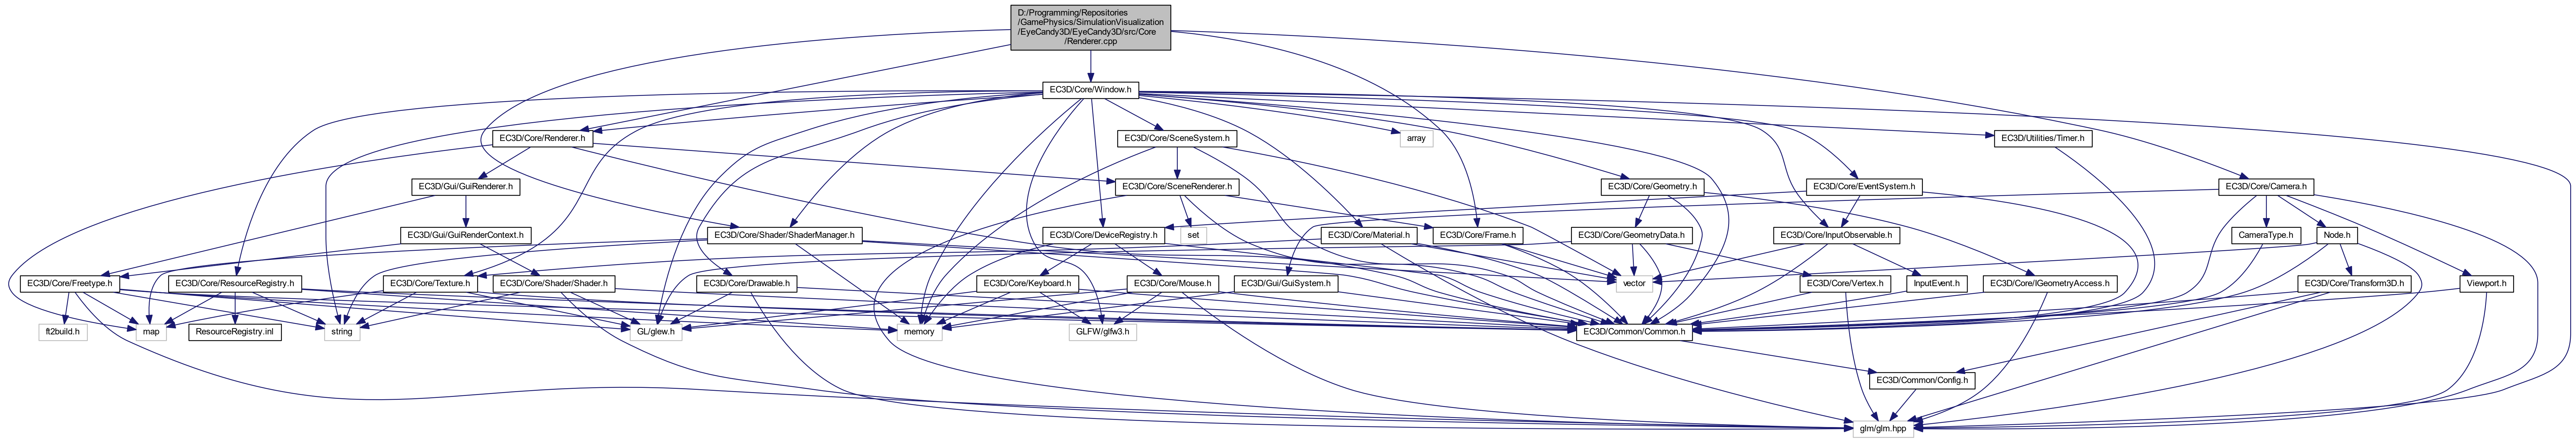 D:/Programming/Repositories
/GamePhysics/SimulationVisualization
/EyeCandy3D/EyeCandy3D/src/Core
/Renderer.cpp
EC3D/Core/Window.h
EC3D/Core/Renderer.h
EC3D/Core/SceneSystem.h
array
EC3D/Utilities/Timer.h
EC3D/Gui/GuiRenderer.h
EC3D/Core/SceneRenderer.h
EC3D/Core/Geometry.h
EC3D/Core/EventSystem.h
EC3D/Core/Camera.h
EC3D/Gui/GuiRenderContext.h
EC3D/Core/Shader/ShaderManager.h
EC3D/Core/DeviceRegistry.h
set
EC3D/Core/Material.h
EC3D/Core/Frame.h
EC3D/Core/GeometryData.h
EC3D/Core/InputObservable.h
CameraType.h
Node.h
EC3D/Core/Freetype.h
EC3D/Core/ResourceRegistry.h
EC3D/Core/Texture.h
EC3D/Core/Shader/Shader.h
EC3D/Core/Drawable.h
EC3D/Core/Keyboard.h
EC3D/Core/Mouse.h
EC3D/Gui/GuiSystem.h
vector
EC3D/Core/Vertex.h
InputEvent.h
EC3D/Core/IGeometryAccess.h
EC3D/Core/Transform3D.h
Viewport.h
ft2build.h
map
ResourceRegistry.inl
string
GL/glew.h
memory
GLFW/glfw3.h
EC3D/Common/Common.h
EC3D/Common/Config.h
glm/glm.hpp